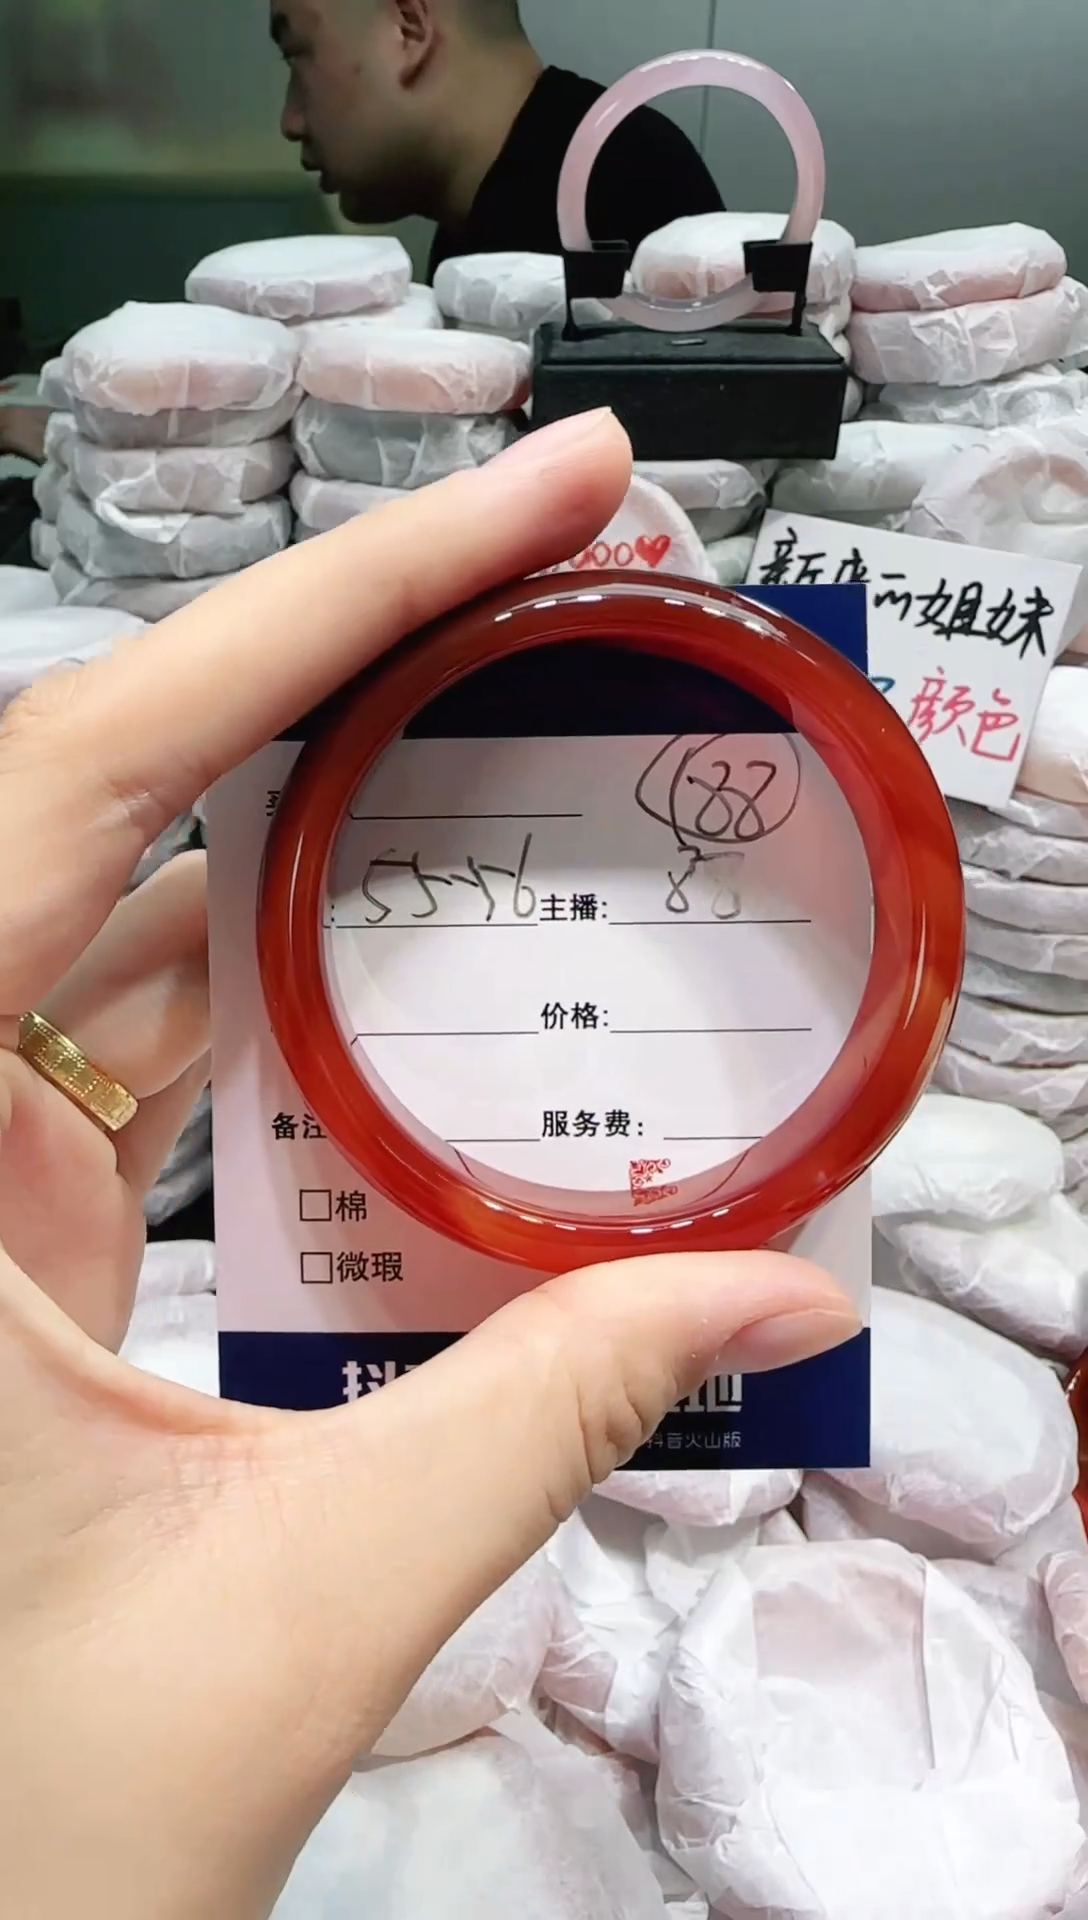 000❤
新店 姐妹
颜色
188
55-56 主播: 88
价格:
备注 服务费:
□棉
□微瑕
抖音火山版